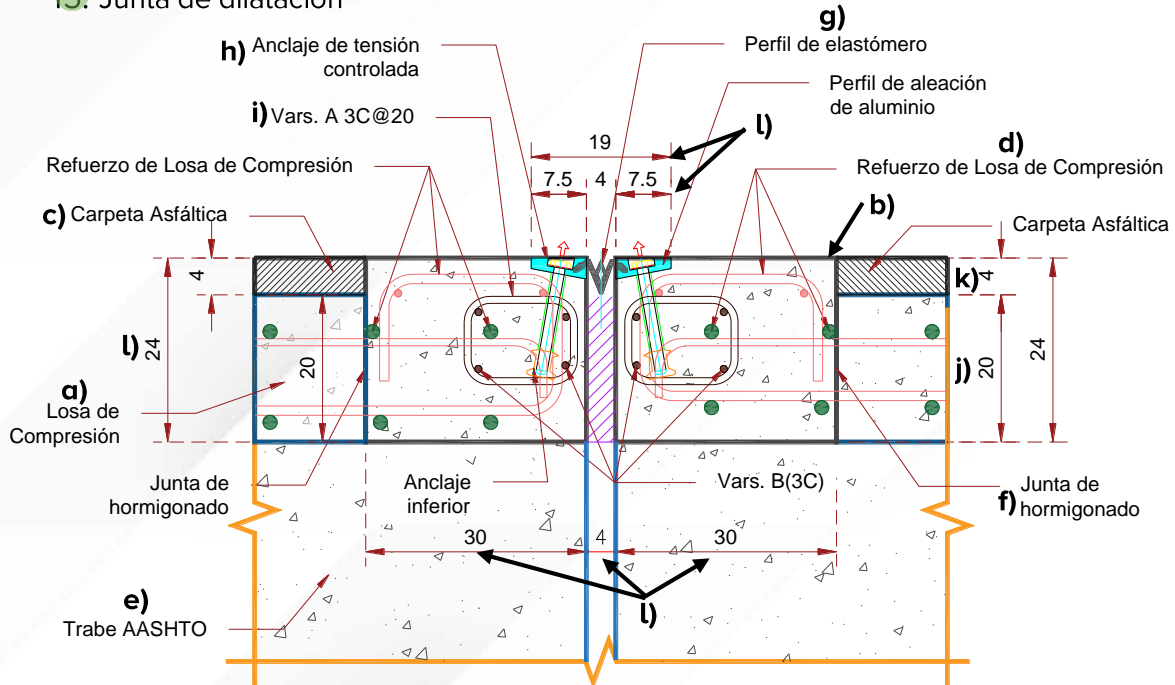 15. Junta de dilatación
g)
h) Anclaje de tensión
controlada
Perfil de elastómero
Perfil de aleación
de aluminio
i) Vars. A 3C@20
l)
19
d)
Refuerzo de Losa de Compresión
7.5 4 7.5
Refuerzo de Losa de Compresión
c) Carpeta Asfáltica
b)
Carpeta Asfáltica
4
k) 4
l) 24
20
j) 20
24
a)
Losa de
Compresión
Junta de
hormigonado
Anclaje
inferior
Vars. B(3C)
f) Junta de
hormigonado
30 4 30
l)
e)
Trabe AASHTO